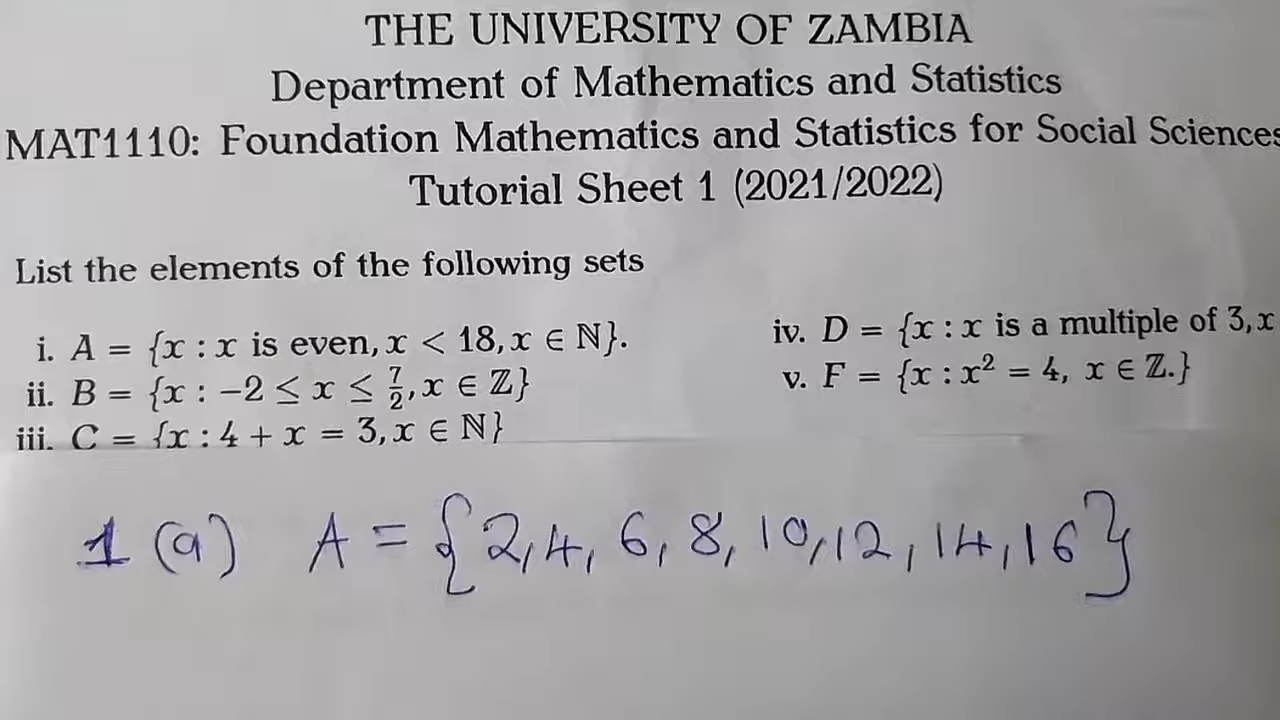 THE UNIVERSITY OF ZAMBIA
Department of Mathematics and Statistics
MAT1110: Foundation Mathematics and Statistics for Social Sciences
Tutorial Sheet 1 (2021/2022)
List the elements of the following sets
i. A = {x : x is even, x < 18, x ∈ ℕ}.
ii. B = {x : −2 ≤ x ≤ 7/2, x ∈ ℤ}
iii. C = {x : 4 + x = 3, x ∈ ℕ}
iv. D = {x : x is a multiple of 3, x
v. F = {x : x² = 4, x ∈ ℤ.}
1 (a) A = {2, 4, 6, 8, 10, 12, 14, 16}